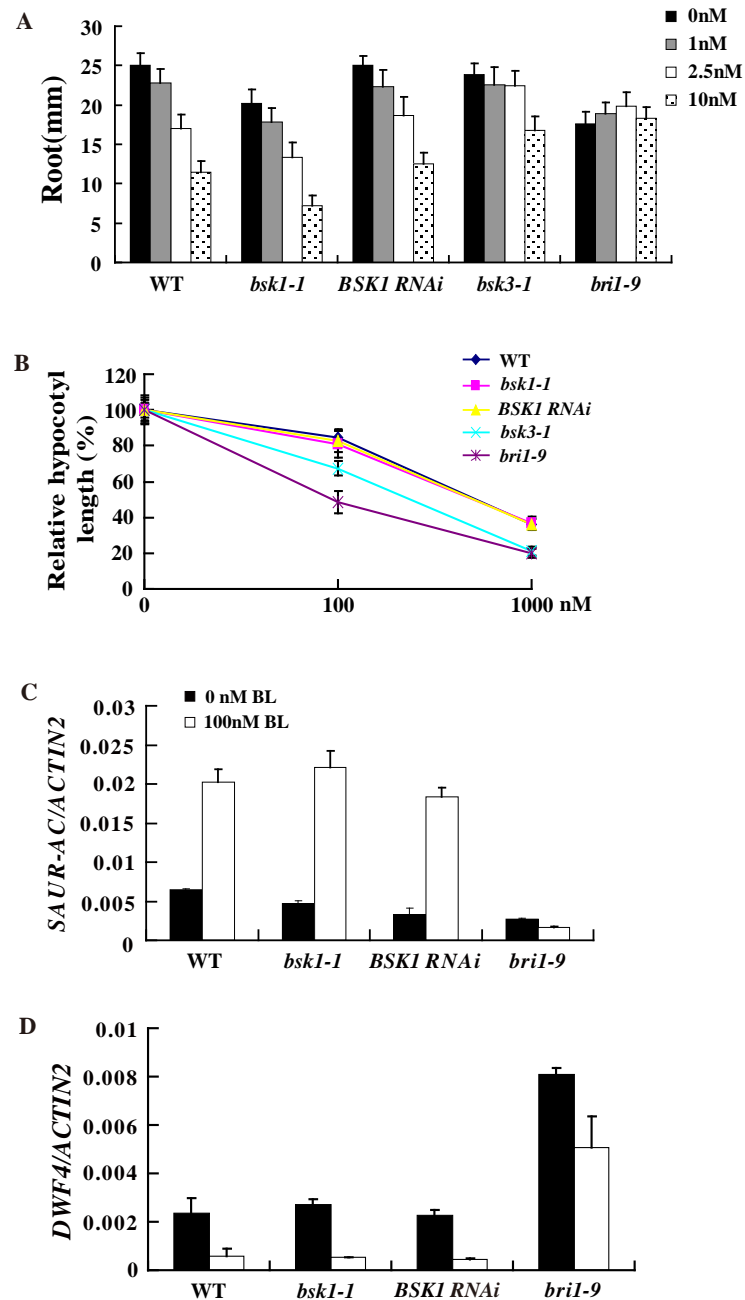 A
0nM
1nM
2.5nM
10nM
Root(mm)
30
25
20
15
10
5
0
WT
bsk1-1
BSK1 RNAi
bsk3-1
bri1-9
B
WT
bsk1-1
BSK1 RNAi
bsk3-1
bri1-9
Relative hypocotyl
length (%)
120
100
80
60
40
20
0
0
100
1000 nM
C
0 nM BL
100nM BL
SAUR-AC/ACTIN2
0.03
0.025
0.02
0.015
0.01
0.005
0
WT
bsk1-1
BSK1 RNAi
bri1-9
D
DWF4/ACTIN2
0.01
0.008
0.006
0.004
0.002
0
WT
bsk1-1
BSK1 RNAi
bri1-9